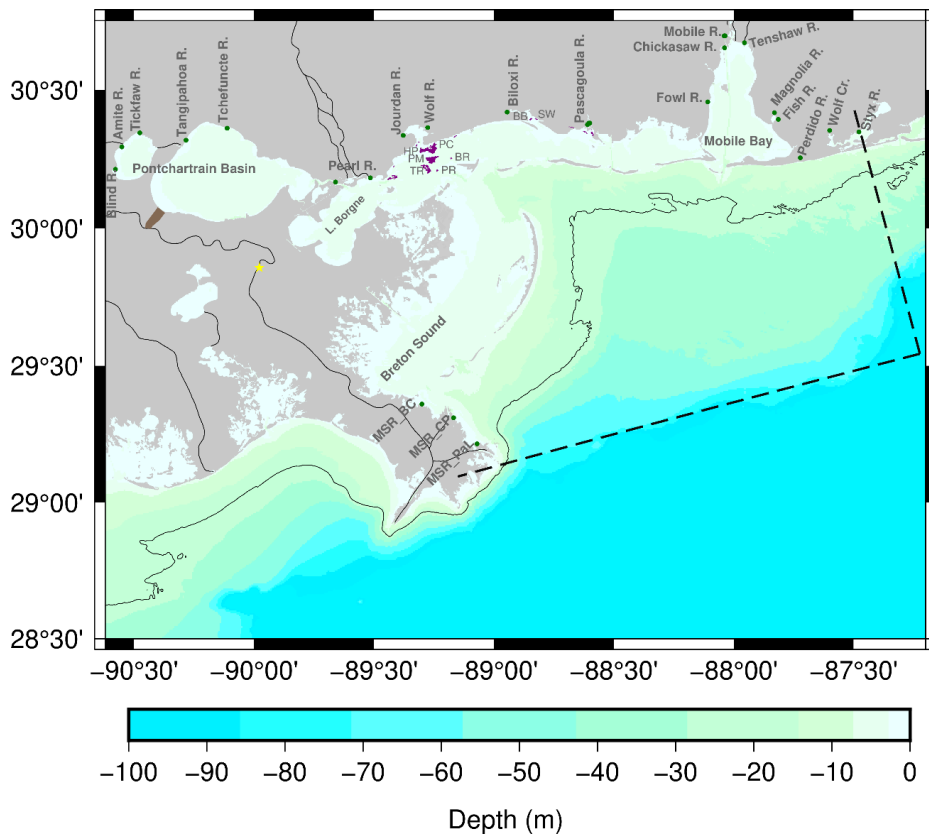 Mobile R.
Chickasaw R.
Tenshaw R.
Amite R.
Tickfaw R.
Tangipahoa R.
Tchefuncte R.
Jourdan R.
Wolf R.
Biloxi R.
Pascagoula R.
Fowl R.
Magnolia R.
Fish R.
Perdido R.
Wolf Cr.
Styx R.
30°30'
BB
SW
HP
PC
PM
BR
TR
PR
Mobile Bay
Pontchartrain Basin
Pearl R.
Blind R.
L. Borgne
30°00'
Breton Sound
29°30'
MSR_BC
MSR_CP
MSR_PaL
29°00'
28°30'
−90°30'
−90°00'
−89°30'
−89°00'
−88°30'
−88°00'
−87°30'
−100
−90
−80
−70
−60
−50
−40
−30
−20
−10
0
Depth (m)